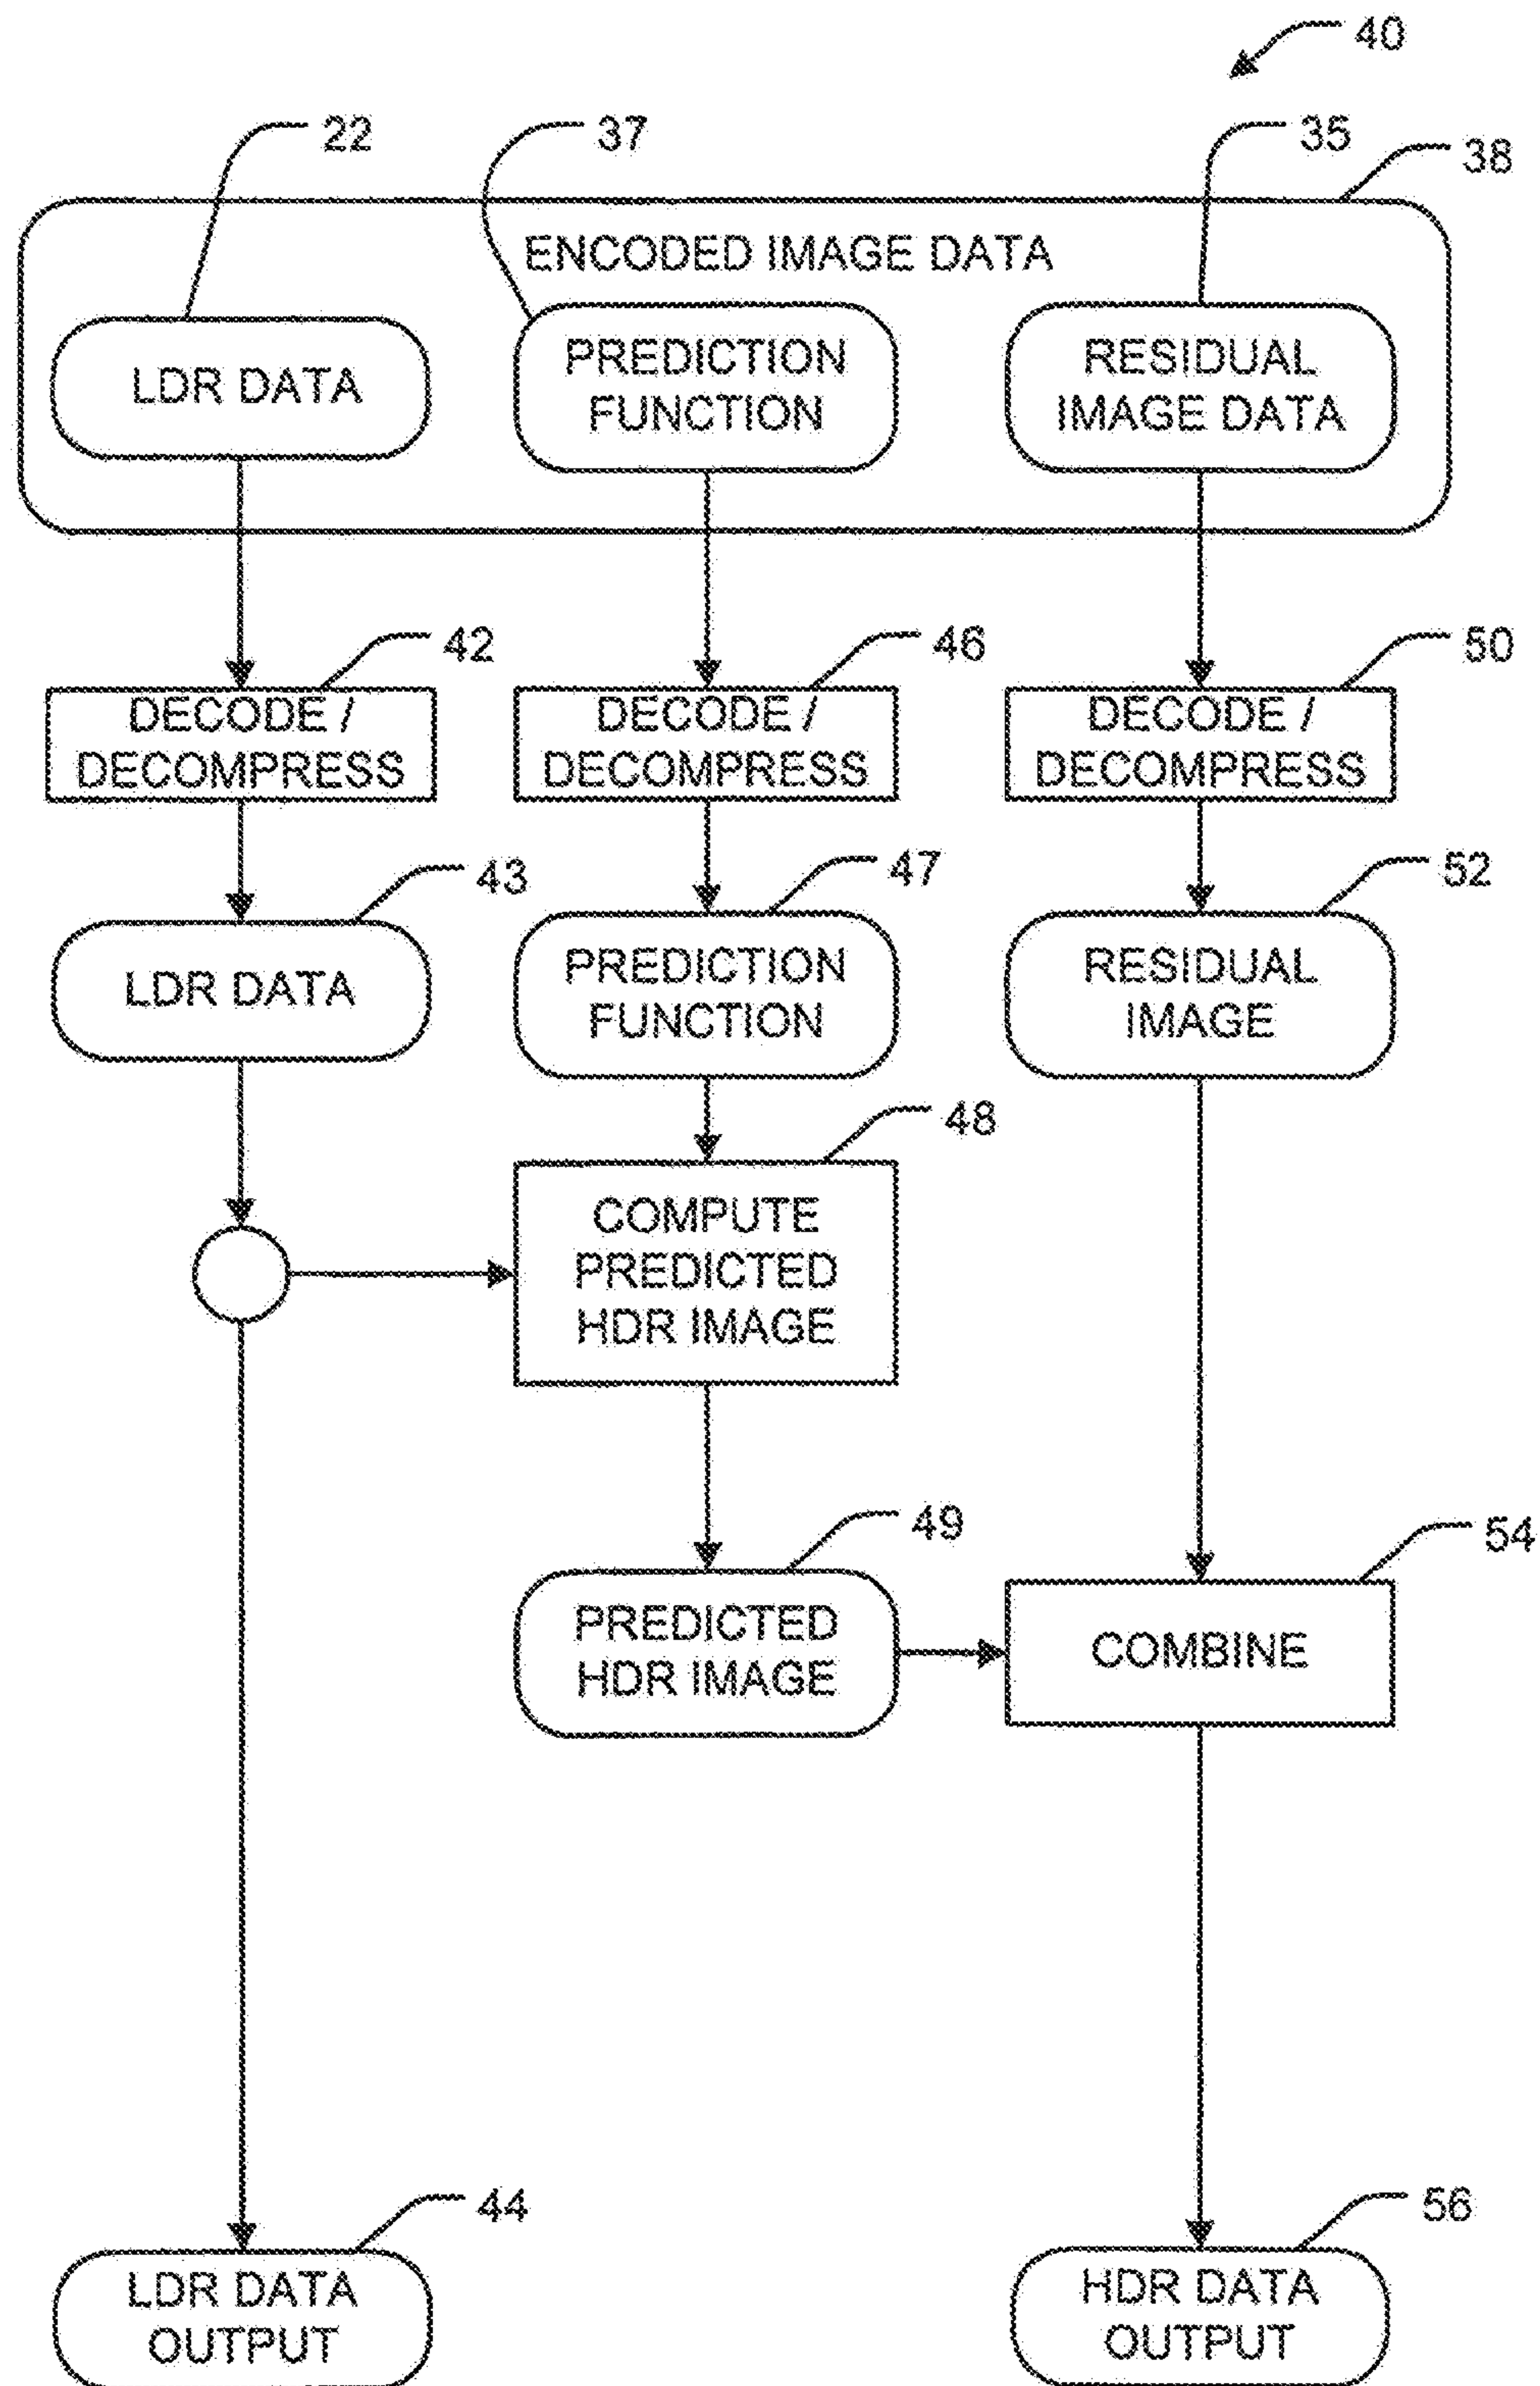 40
22
37
35
38
ENCODED IMAGE DATA
LDR DATA
PREDICTION
FUNCTION
RESIDUAL
IMAGE DATA
42
46
50
DECODE /
DECOMPRESS
DECODE /
DECOMPRESS
DECODE /
DECOMPRESS
43
47
52
LDR DATA
PREDICTION
FUNCTION
RESIDUAL
IMAGE
48
COMPUTE
PREDICTED
HDR IMAGE
49
54
PREDICTED
HDR IMAGE
COMBINE
44
56
LDR DATA
OUTPUT
HDR DATA
OUTPUT